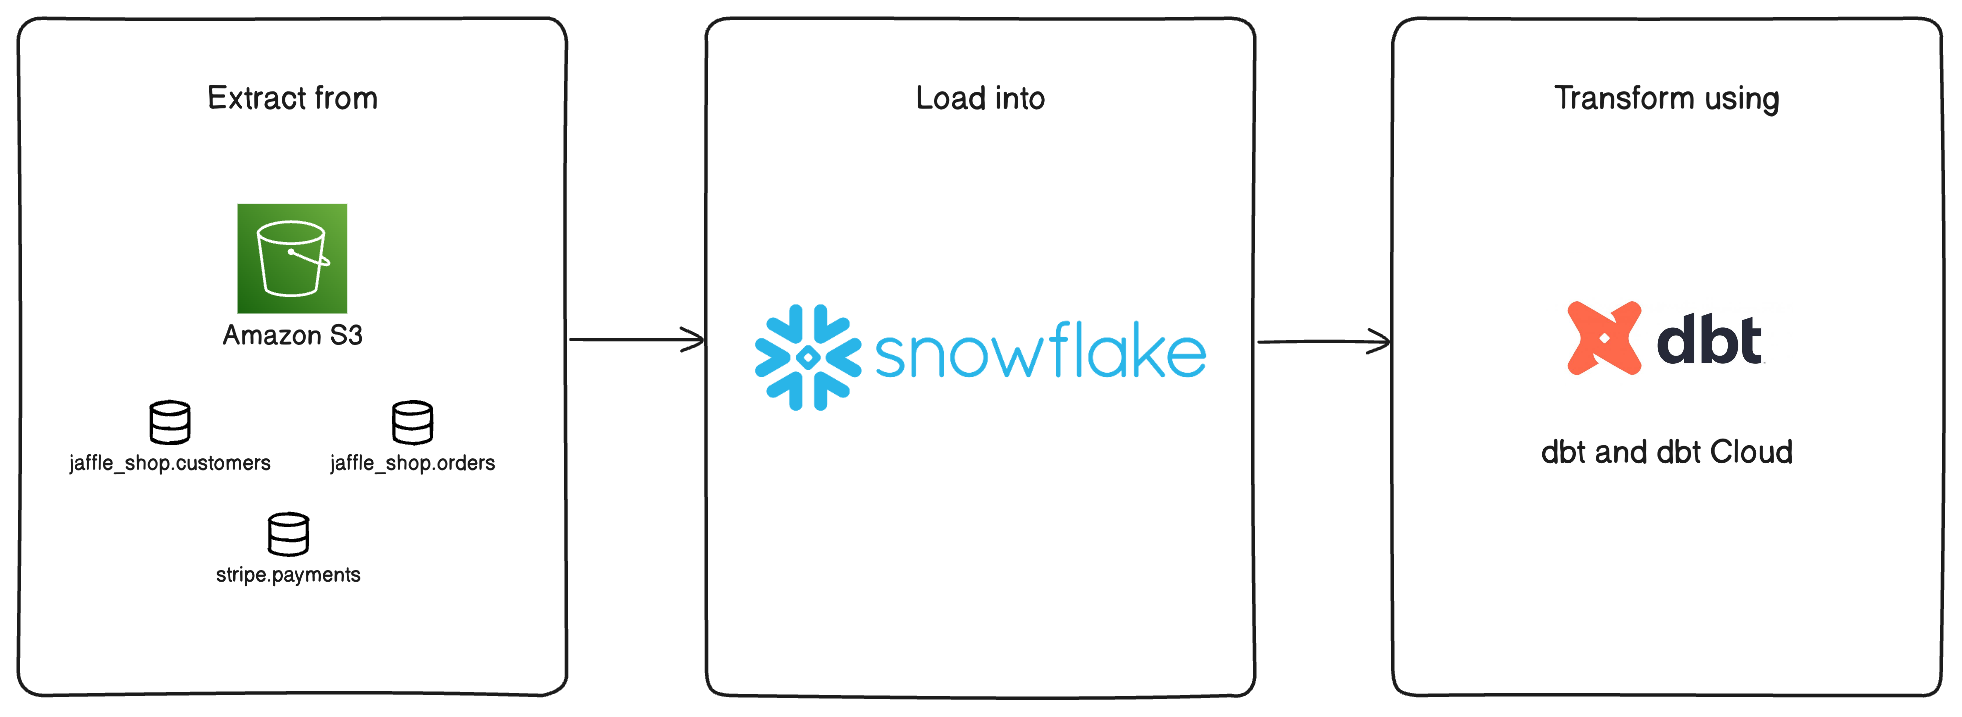 Extract from
Amazon S3
jaffle_shop.customers
jaffle_shop.orders
stripe.payments
Load into
snowflake
Transform using
dbt
dbt and dbt Cloud